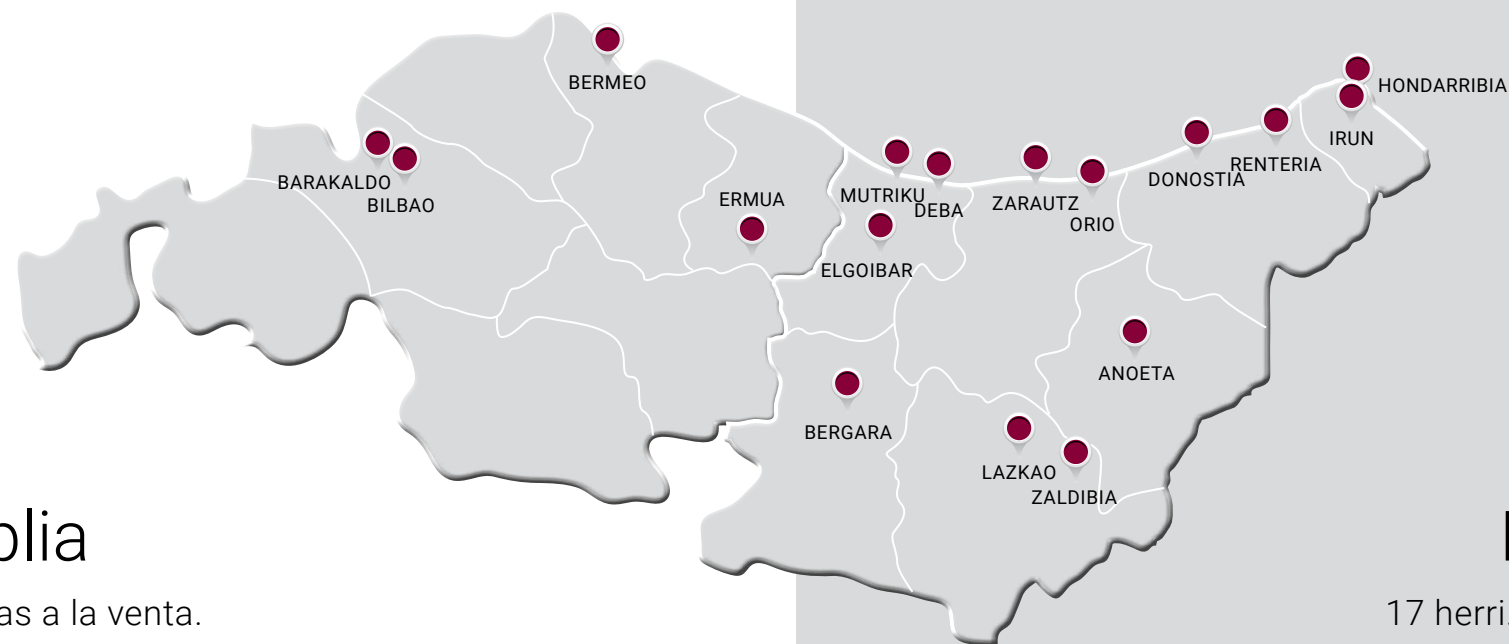 BERMEO
HONDARRIBIA
IRUN
RENTERIA
DONOSTIA
BARAKALDO
BILBAO
ERMUA
MUTRIKU
DEBA
ZARAUTZ
ORIO
ELGOIBAR
ANOETA
BERGARA
LAZKAO
ZALDIBIA
plia
as a la venta.
17 herri